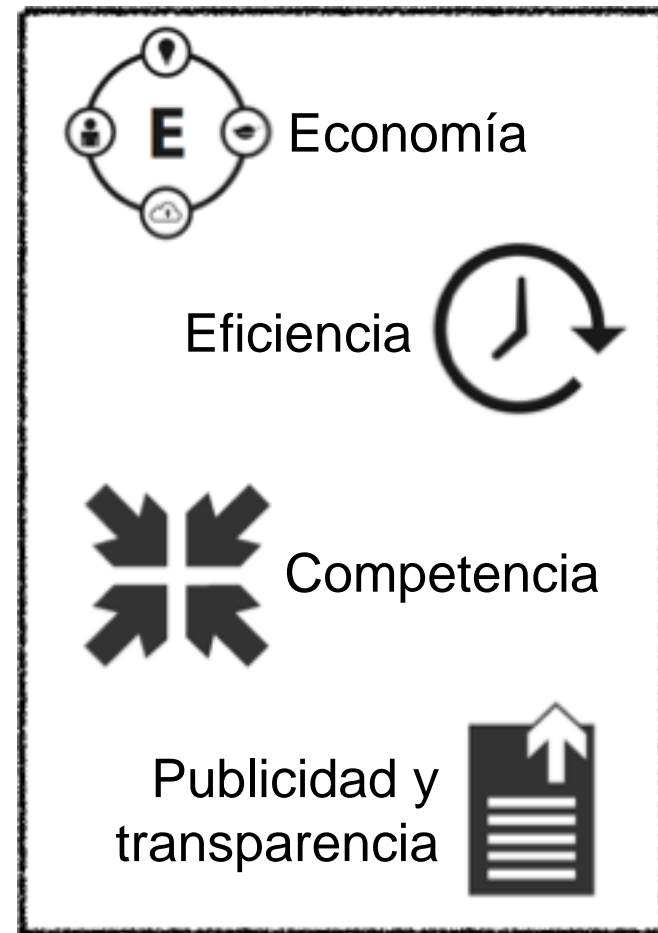 E
Economía
Eficiencia
Competencia
Publicidad y
transparencia